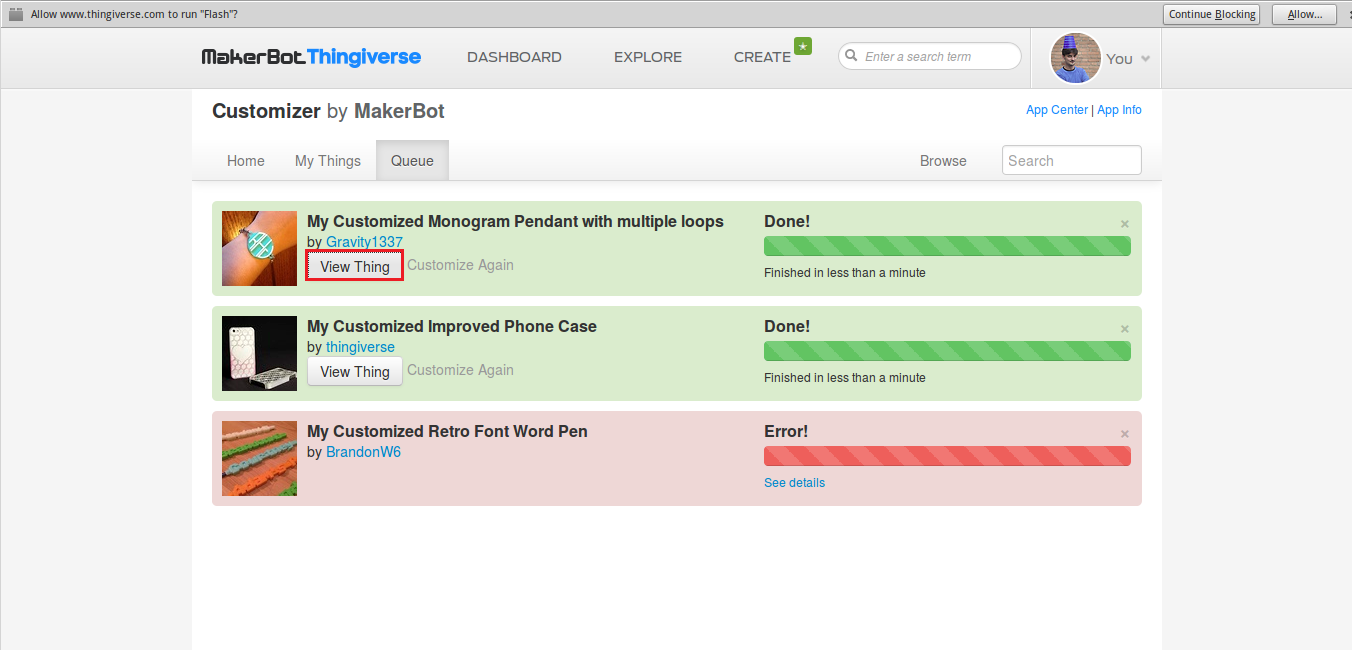 Allow www.thingiverse.com to run "Flash"?
Continue Blocking
Allow...
MakerBot Thingiverse
DASHBOARD
EXPLORE
CREATE
Enter a search term
You
Customizer by MakerBot
App Center | App Info
Home
My Things
Queue
Browse
Search
My Customized Monogram Pendant with multiple loops
by Gravity1337
View Thing
Customize Again
Done!
×
Finished in less than a minute
My Customized Improved Phone Case
by thingiverse
View Thing
Customize Again
Done!
×
Finished in less than a minute
My Customized Retro Font Word Pen
by BrandonW6
Error!
×
See details